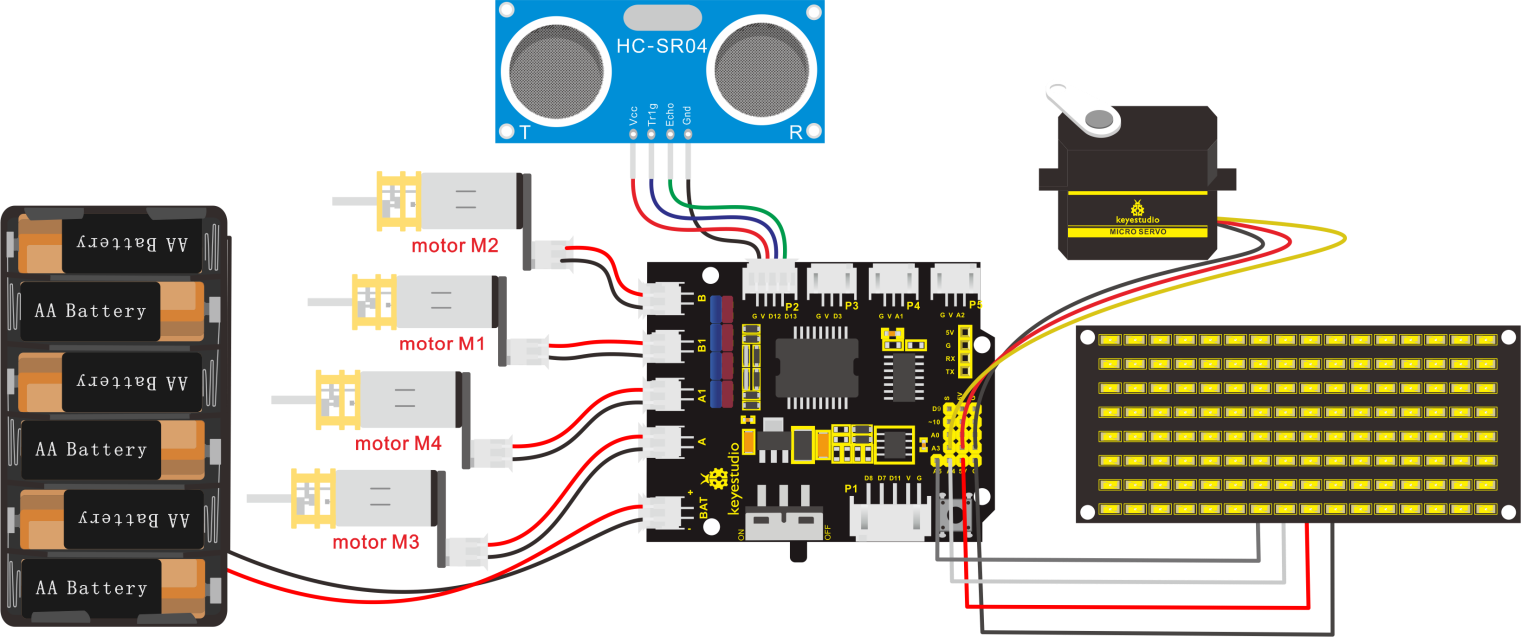 HC-SR04
Vcc
Tr1g
Echo
Gnd
T
R
keyestudio
MICRO SERVO
motor M2
motor M1
motor M4
motor M3
AA Battery
AA Battery
AA Battery
AA Battery
AA Battery
AA Battery
B
B1
A1
A
+
BAT
-
P2
P3
P4
P5
G V D12 D13
G V D3
G V A1
G V A2
5V
G
RX
TX
S
D9
~10
A0
A3
keyestudio
P1
D8 D7 D11 V G
ON
OFF